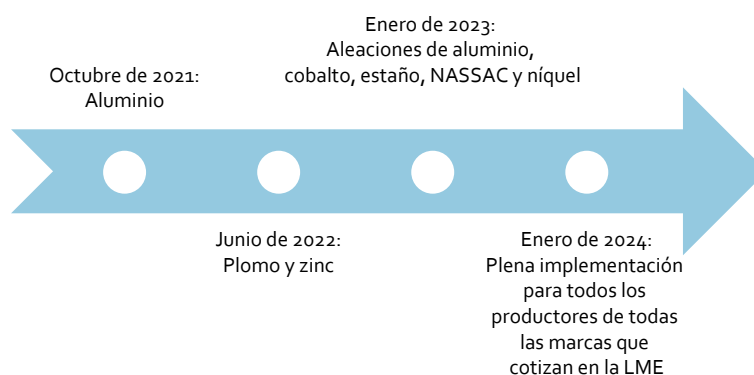 Octubre de 2021:
Aluminio
Enero de 2023:
Aleaciones de aluminio,
cobalto, estaño, NASSAC y níquel
Junio de 2022:
Plomo y zinc
Enero de 2024:
Plena implementación
para todos los
productores de todas
las marcas que
cotizan en la LME